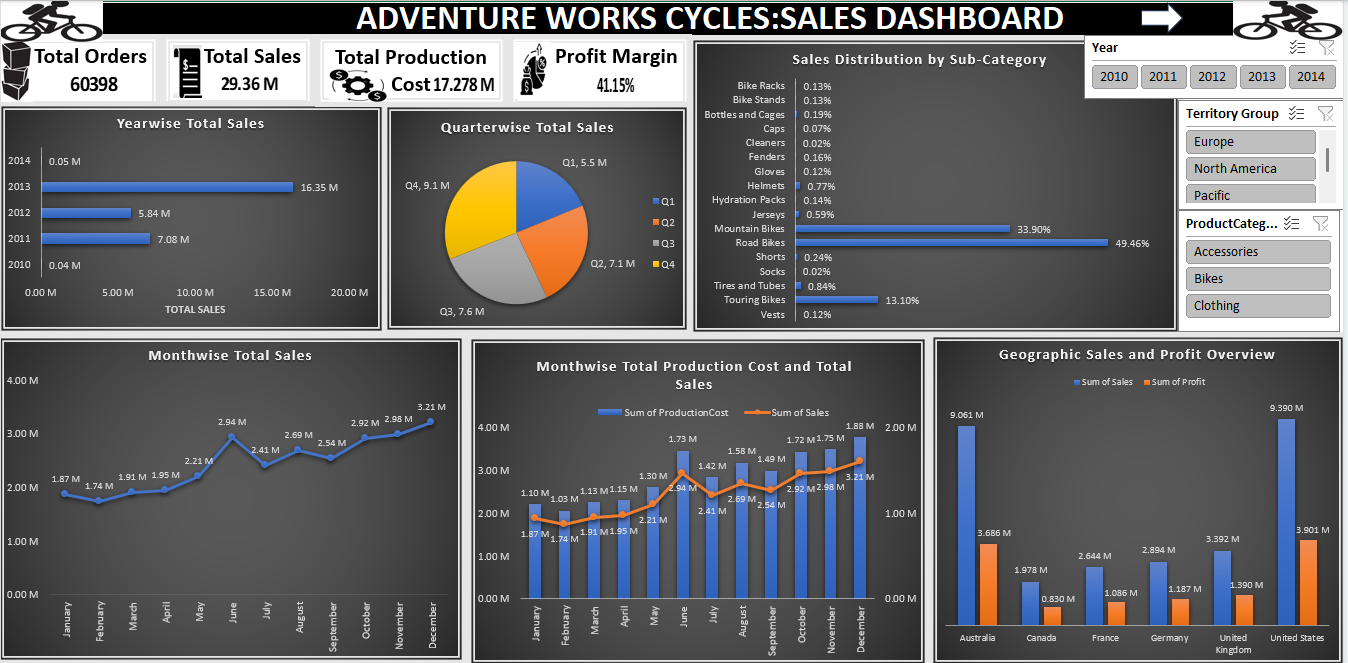 ADVENTURE WORKS CYCLES:SALES DASHBOARD
Total Orders
60398
Total Sales
29.36 M
Total Production
Cost 17.278 M
Profit Margin
41.15%
Year
2010 2011 2012 2013 2014
Territory Group
Europe
North America
Pacific
ProductCateg...
Accessories
Bikes
Clothing
Yearwise Total Sales
2014 0.05 M
2013 16.35 M
2012 5.84 M
2011 7.08 M
2010 0.04 M
0.00 M 5.00 M 10.00 M 15.00 M 20.00 M
TOTAL SALES
Quarterwise Total Sales
Q1, 5.5 M
Q4, 9.1 M
Q2, 7.1 M
Q3, 7.6 M
Q1
Q2
Q3
Q4
Sales Distribution by Sub-Category
Bike Racks 0.13%
Bike Stands 0.13%
Bottles and Cages 0.19%
Caps 0.07%
Cleaners 0.02%
Fenders 0.16%
Gloves 0.12%
Helmets 0.77%
Hydration Packs 0.14%
Jerseys 0.59%
Mountain Bikes 33.90%
Road Bikes 49.46%
Shorts 0.24%
Socks 0.02%
Tires and Tubes 0.84%
Touring Bikes 13.10%
Vests 0.12%
Monthwise Total Sales
4.00 M
3.00 M
2.00 M
1.00 M
0.00 M
1.87 M 1.74 M 1.91 M 1.95 M 2.21 M 2.94 M 2.41 M 2.69 M 2.54 M 2.92 M 2.98 M 3.21 M
January February March April May June July August September October November December
Monthwise Total Production Cost and Total
Sales
Sum of ProductionCost Sum of Sales
4.00 M
3.00 M
2.00 M
1.00 M
0.00 M
2.00 M
1.00 M
0.00 M
1.10 M 1.03 M 1.13 M 1.15 M 1.30 M 1.73 M 1.42 M 1.58 M 1.49 M 1.72 M 1.75 M 1.88 M
1.87 M 1.74 M 1.91 M 1.95 M 2.21 M 2.94 M 2.41 M 2.69 M 2.54 M 2.92 M 2.98 M 3.21 M
January February March April May June July August September October November December
Geographic Sales and Profit Overview
Sum of Sales Sum of Profit
9.061 M 1.978 M 2.644 M 2.894 M 3.392 M 9.390 M
3.686 M 0.830 M 1.086 M 1.187 M 1.390 M 3.901 M
Australia Canada France Germany United Kingdom United States